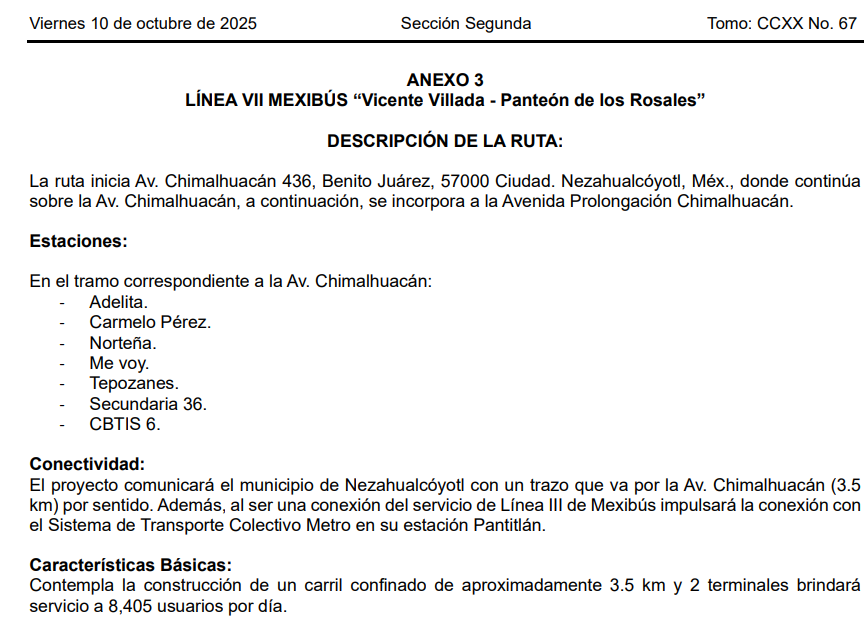 Viernes 10 de octubre de 2025 Sección Segunda Tomo: CCXX No. 67
ANEXO 3
LÍNEA VII MEXIBÚS “Vicente Villada - Panteón de los Rosales”
DESCRIPCIÓN DE LA RUTA:
La ruta inicia Av. Chimalhuacán 436, Benito Juárez, 57000 Ciudad. Nezahualcóyotl, Méx., donde continúa
sobre la Av. Chimalhuacán, a continuación, se incorpora a la Avenida Prolongación Chimalhuacán.
Estaciones:
En el tramo correspondiente a la Av. Chimalhuacán:
- Adelita.
- Carmelo Pérez.
- Norteña.
- Me voy.
- Tepozanes.
- Secundaria 36.
- CBTIS 6.
Conectividad:
El proyecto comunicará el municipio de Nezahualcóyotl con un trazo que va por la Av. Chimalhuacán (3.5
km) por sentido. Además, al ser una conexión del servicio de Línea III de Mexibús impulsará la conexión con
el Sistema de Transporte Colectivo Metro en su estación Pantitlán.
Características Básicas:
Contempla la construcción de un carril confinado de aproximadamente 3.5 km y 2 terminales brindará
servicio a 8,405 usuarios por día.